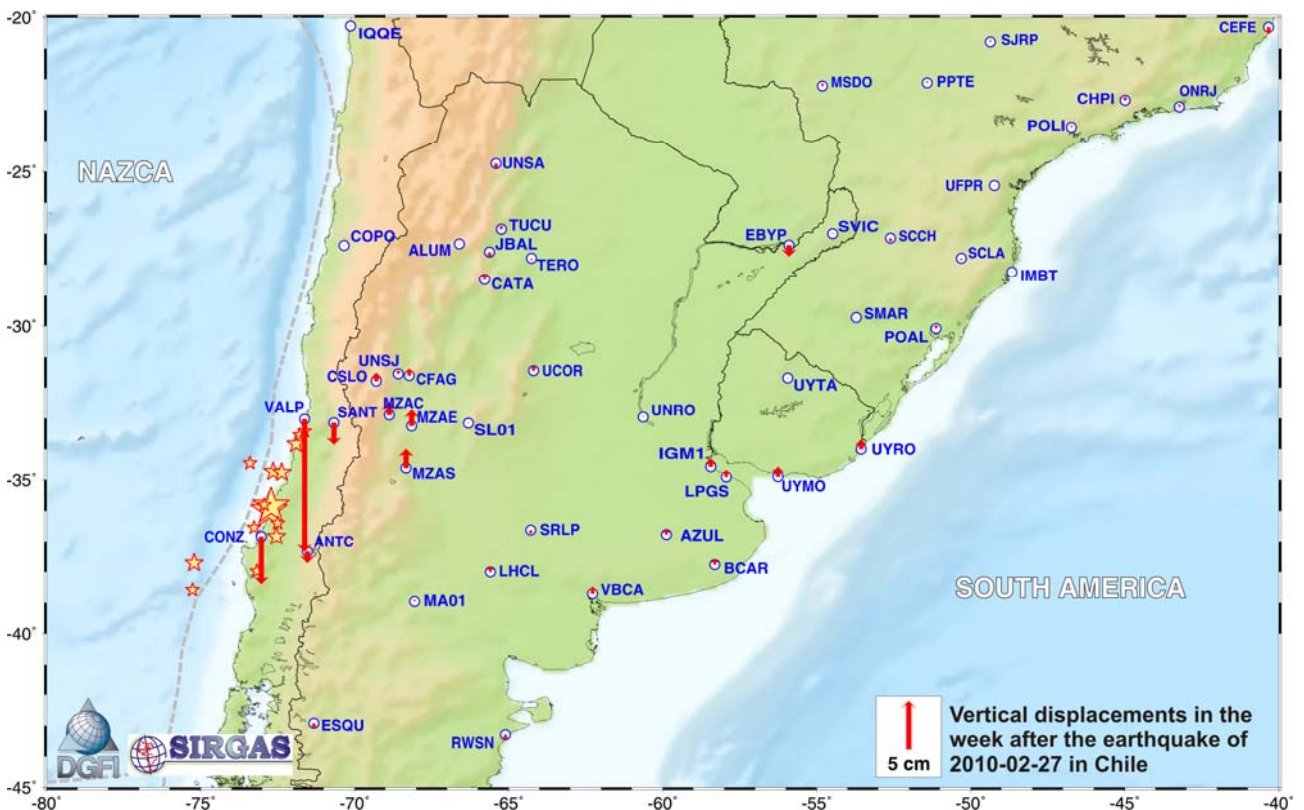 -20°
-25°
-30°
-35°
-40°
-45°
-80
-75
-70
-65
-60
-55
-50
-45
-40
NAZCA
SOUTH AMERICA
IQQE
CEFE
SJRP
MSDO
PPTE
CHPI
ONRJ
POLI
UNSA
UFPR
TUCU
COPO
ALUM
JBAL
TERO
CATA
EBYP
SVIC
SCCH
SCLA
IMBT
SMAR
POAL
UNSJ
CSLO
CFAG
UCOR
UYTA
MZAC
VALP
SANT
MZAE
SL01
UNRO
IGM1
UYRO
MZAS
LPGS
UYMO
CONZ
ANTC
SRLP
AZUL
LHCL
BCAR
MA01
VBCA
ESQU
RWSN
DGFI
SIRGAS
5 cm
Vertical displacements in the
week after the earthquake of
2010-02-27 in Chile